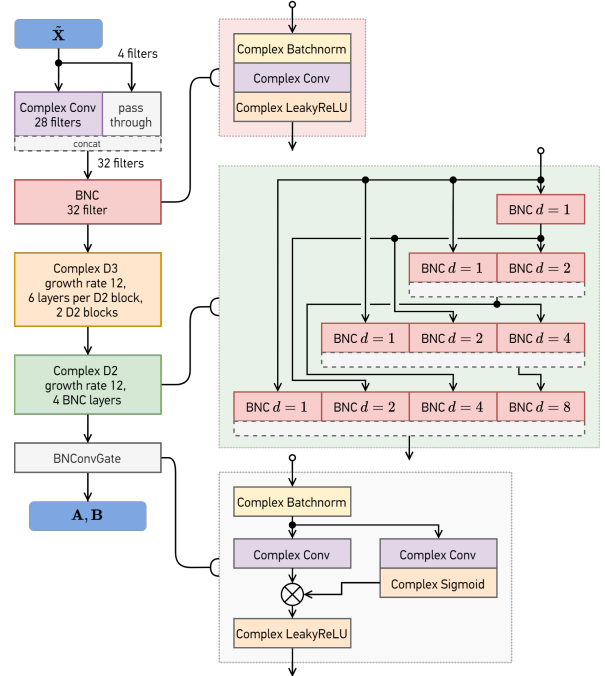 X̃
4 filters
Complex Conv
28 filters
pass
through
concat
32 filters
BNC
32 filter
Complex D3
growth rate 12,
6 layers per D2 block,
2 D2 blocks
Complex D2
growth rate 12,
4 BNC layers
BNConvGate
A, B
Complex Batchnorm
Complex Conv
Complex LeakyReLU
BNC d = 1
BNC d = 1
BNC d = 2
BNC d = 1
BNC d = 2
BNC d = 4
BNC d = 1
BNC d = 2
BNC d = 4
BNC d = 8
Complex Batchnorm
Complex Conv
Complex Conv
Complex Sigmoid
Complex LeakyReLU